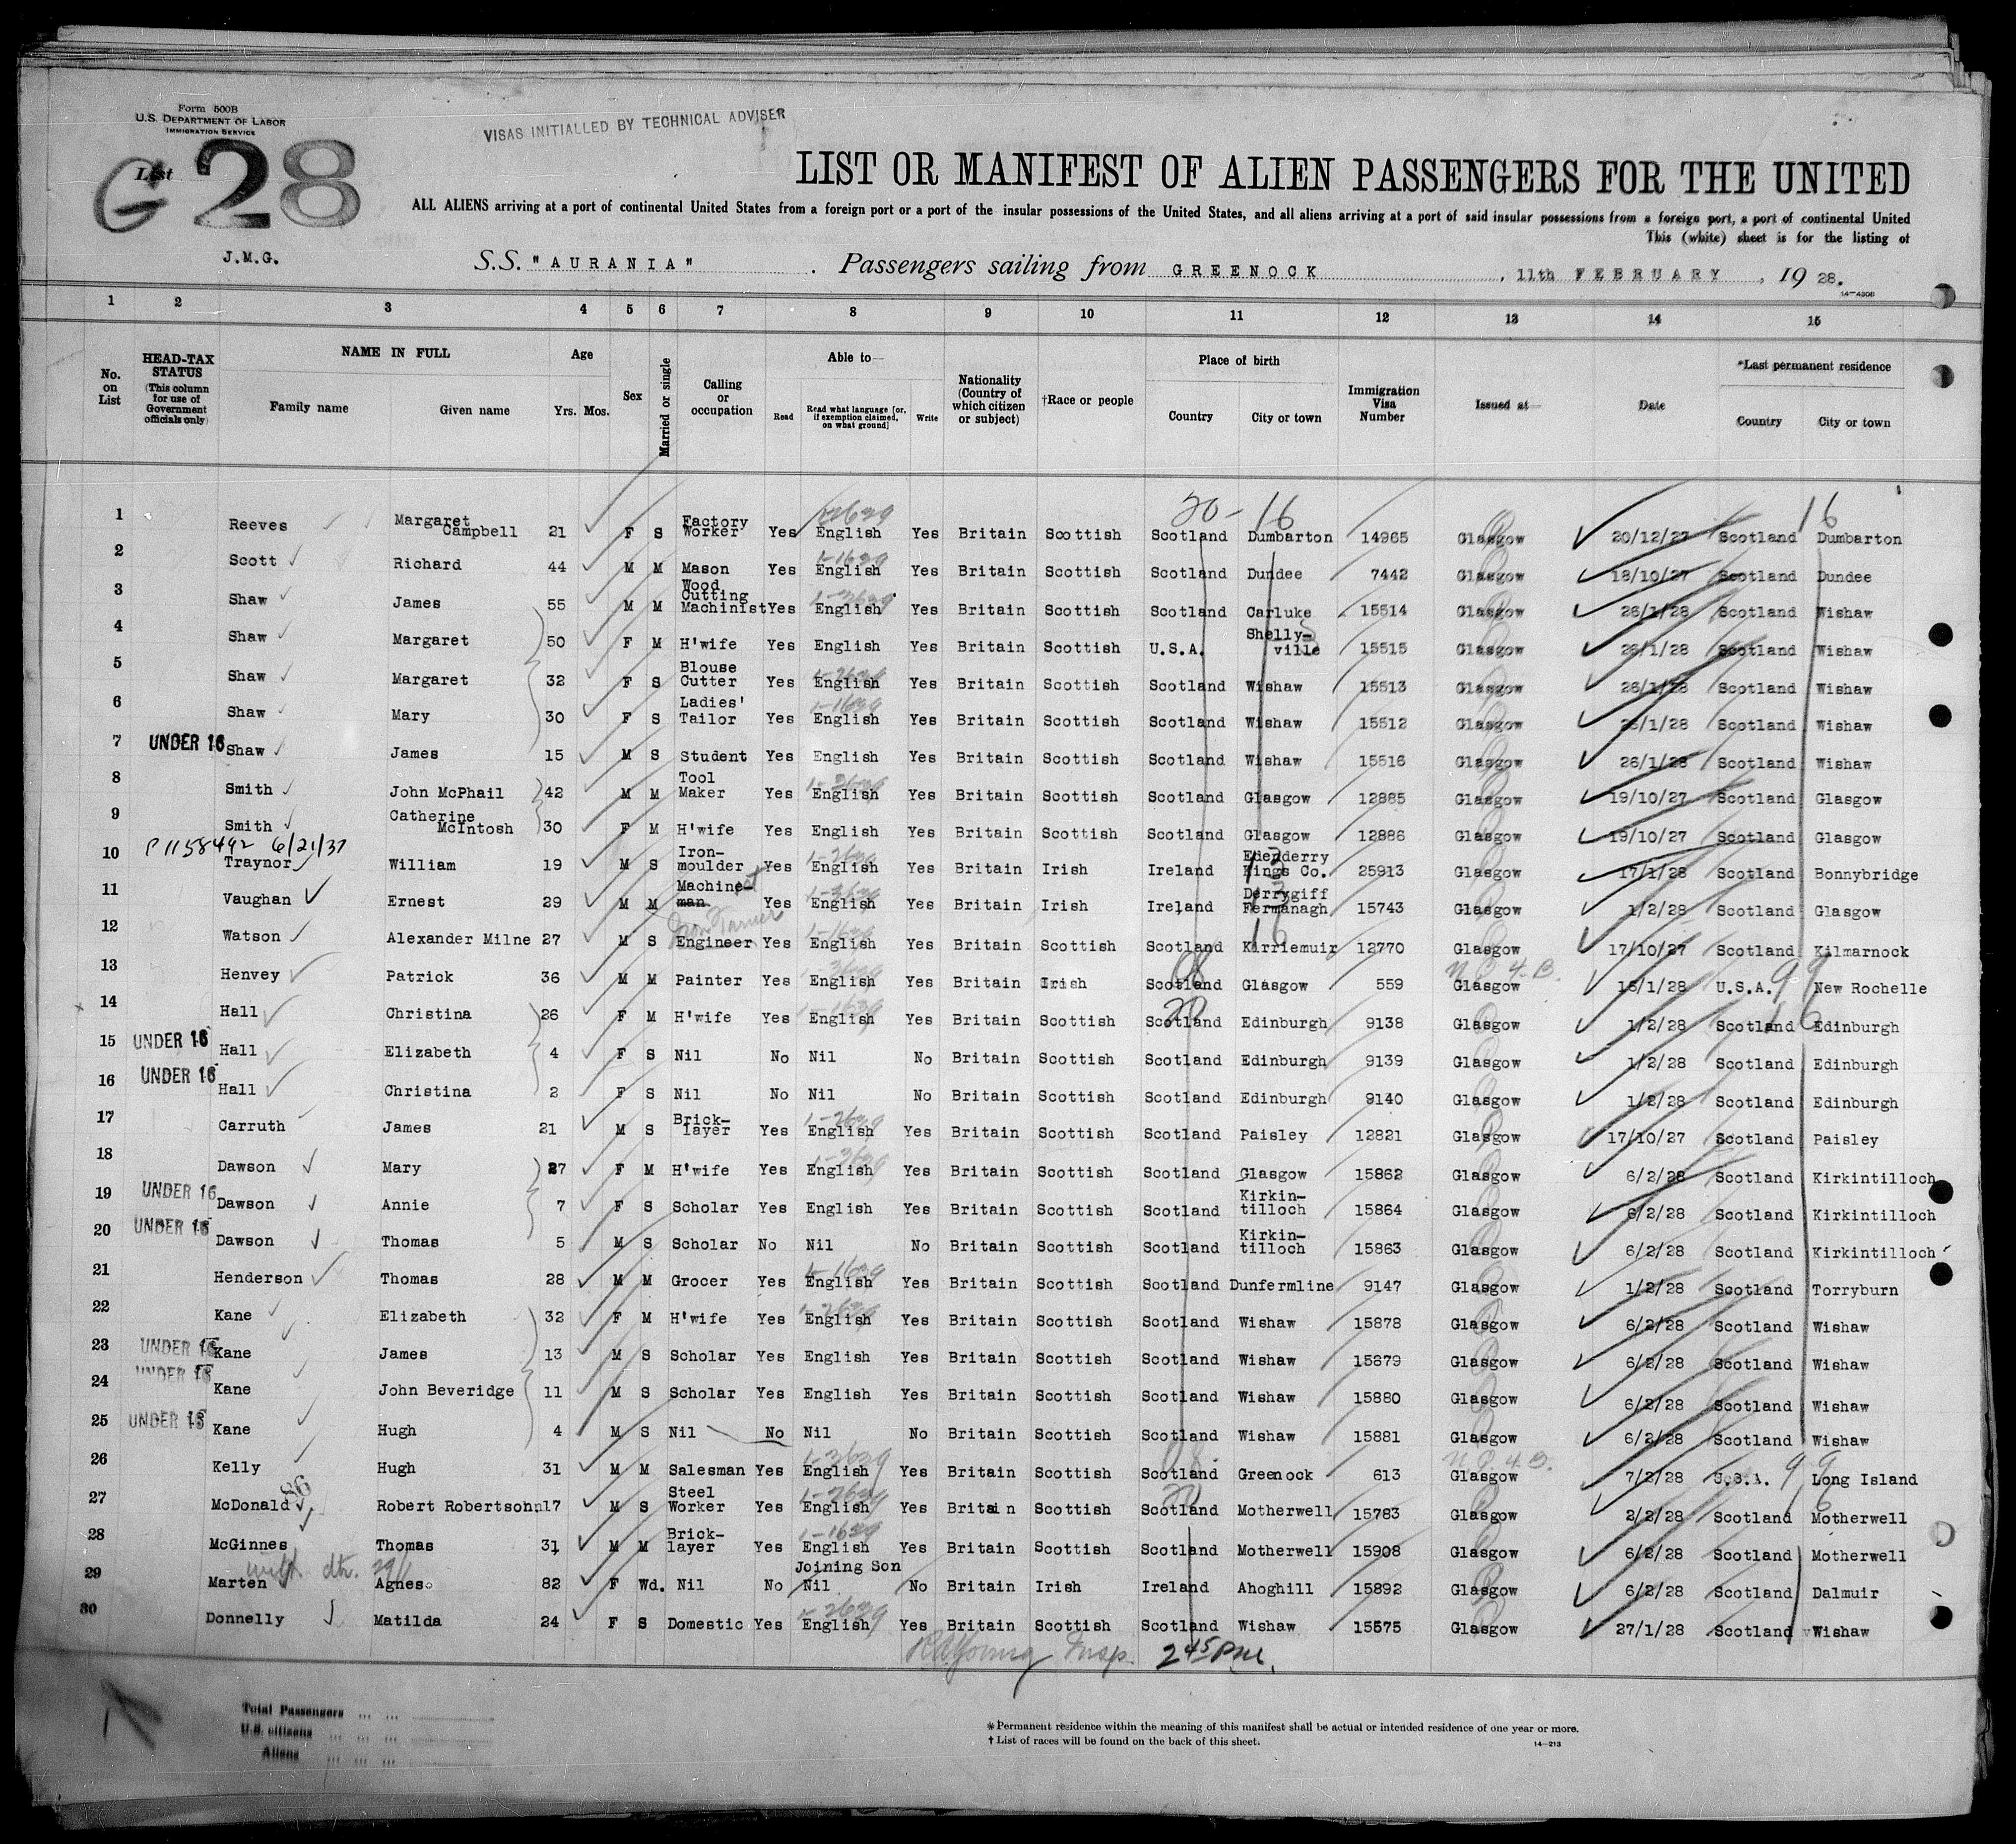 Form 500B
U.S. DEPARTMENT OF LABOR
IMMIGRATION SERVICE
VISAS INITIALLED BY TECHNICAL ADVISER
List G 28
LIST OR MANIFEST OF ALIEN PASSENGERS FOR THE UNITED
ALL ALIENS arriving at a port of continental United States from a foreign port or a port of the insular possessions of the United States, and all aliens arriving at a port of said insular possessions from a foreign port, a port of continental United
This (white) sheet is for the listing of
J.M.G.
S.S. "AURANIA" . Passengers sailing from GREENOCK , 11th FEBRUARY , 19 28.
14-430B
1 2 3 4 5 6 7 8 9 10 11 12 13 14 15
No. on List
HEAD-TAX STATUS (This column for use of Government officials only)
NAME IN FULL Family name Given name
Age Yrs. Mos.
Sex
Married or single
Calling or occupation
Able to— Read Read what language [or, if exemption claimed, on what ground] Write
Nationality (Country of which citizen or subject)
†Race or people
Place of birth Country City or town
Immigration Visa Number
Issued at—
Date
*Last permanent residence Country City or town
20- 16 16
1 Reeves Margaret Campbell 21 F S Factory Worker Yes English Yes Britain Scottish Scotland Dumbarton 14965 Glasgow 20/12/27 Scotland Dumbarton
2 Scott Richard 44 M M Mason Yes English Yes Britain Scottish Scotland Dundee 7442 Glasgow 18/10/27 Scotland Dundee
3 Shaw James 55 M M Wood Cutting Machinist Yes English Yes Britain Scottish Scotland Carluke 15514 Glasgow 26/1/28 Scotland Wishaw
4 Shaw Margaret 50 F M H'wife Yes English Yes Britain Scottish U.S.A. Shelly-ville 15515 Glasgow 26/1/28 Scotland Wishaw
5 Shaw Margaret 32 F S Blouse Cutter Yes English Yes Britain Scottish Scotland Wishaw 15513 Glasgow 26/1/28 Scotland Wishaw
6 Shaw Mary 30 F S Ladies' Tailor Yes English Yes Britain Scottish Scotland Wishaw 15512 Glasgow 26/1/28 Scotland Wishaw
7 UNDER 16 Shaw James 15 M S Student Yes English Yes Britain Scottish Scotland Wishaw 15516 Glasgow 26/1/28 Scotland Wishaw
8 Smith John McPhail 42 M M Tool Maker Yes English Yes Britain Scottish Scotland Glasgow 12885 Glasgow 19/10/27 Scotland Glasgow
9 Smith Catherine McIntosh 30 F M H'wife Yes English Yes Britain Scottish Scotland Glasgow 12886 Glasgow 19/10/27 Scotland Glasgow
P1158492 6/21/37
10 Traynor William 19 M S Iron-moulder Yes English Yes Britain Irish Ireland Edenderry Kings Co. 25913 Glasgow 17/1/28 Scotland Bonnybridge
11 Vaughan Ernest 29 M M Machine-man Yes English Yes Britain Irish Ireland Derrygiff Fermanagh 15743 Glasgow 1/2/28 Scotland Glasgow
Iron Turner
12 Watson Alexander Milne 27 M S Engineer Yes English Yes Britain Scottish Scotland Kirriemuir 12770 Glasgow 17/10/27 Scotland Kilmarnock
13 Henvey Patrick 36 M M Painter Yes English Yes Britain Irish Scotland Glasgow 559 Glasgow 16/1/28 U.S.A. New Rochelle
14 Hall Christina 26 F M H'wife Yes English Yes Britain Scottish Scotland Edinburgh 9138 Glasgow 1/2/28 Scotland Edinburgh
15 UNDER 16 Hall Elizabeth 4 F S Nil No Nil No Britain Scottish Scotland Edinburgh 9139 Glasgow 1/2/28 Scotland Edinburgh
16 UNDER 16 Hall Christina 2 F S Nil No Nil No Britain Scottish Scotland Edinburgh 9140 Glasgow 1/2/28 Scotland Edinburgh
17 Carruth James 21 M S Brick-layer Yes English Yes Britain Scottish Scotland Paisley 12821 Glasgow 17/10/27 Scotland Paisley
18 Dawson Mary 27 F M H'wife Yes English Yes Britain Scottish Scotland Glasgow 15862 Glasgow 6/2/28 Scotland Kirkintilloch
19 UNDER 16 Dawson Annie 7 F S Scholar Yes English Yes Britain Scottish Scotland Kirkin-tilloch 15864 Glasgow 6/2/28 Scotland Kirkintilloch
20 UNDER 16 Dawson Thomas 5 M S Scholar No Nil No Britain Scottish Scotland Kirkin-tilloch 15863 Glasgow 6/2/28 Scotland Kirkintilloch
21 Henderson Thomas 28 M M Grocer Yes English Yes Britain Scottish Scotland Dunfermline 9147 Glasgow 1/2/28 Scotland Torryburn
22 Kane Elizabeth 32 F M H'wife Yes English Yes Britain Scottish Scotland Wishaw 15878 Glasgow 6/2/28 Scotland Wishaw
23 UNDER 16 Kane James 13 M S Scholar Yes English Yes Britain Scottish Scotland Wishaw 15879 Glasgow 6/2/28 Scotland Wishaw
24 UNDER 16 Kane John Beveridge 11 M S Scholar Yes English Yes Britain Scottish Scotland Wishaw 15880 Glasgow 6/2/28 Scotland Wishaw
25 UNDER 16 Kane Hugh 4 M S Nil No Nil No Britain Scottish Scotland Wishaw 15881 Glasgow 6/2/28 Scotland Wishaw
26 Kelly Hugh 31 M M Salesman Yes English Yes Britain Scottish Scotland Greenock 613 Glasgow 7/2/28 U.S.A. Long Island
27 McDonald Robert Robertsohn 17 M S Steel Worker Yes English Yes Britain Scottish Scotland Motherwell 15783 Glasgow 2/2/28 Scotland Motherwell
28 McGinnes Thomas 31 M M Brick-layer Yes English Yes Britain Scottish Scotland Motherwell 15908 Glasgow 6/2/28 Scotland Motherwell
with dtr. 29/1
29 Marten Agnes 82 F Wd. Nil No Joining Son Nil No Britain Irish Ireland Ahoghill 15892 Glasgow 6/2/28 Scotland Dalmuir
30 Donnelly Matilda 24 F S Domestic Yes English Yes Britain Scottish Scotland Wishaw 15575 Glasgow 27/1/28 Scotland Wishaw
Young Insp. 2 45 P.M.
Total Passengers
U.S. citizens
Aliens
* Permanent residence within the meaning of this manifest shall be actual or intended residence of one year or more.
† List of races will be found on the back of this sheet.
14-213